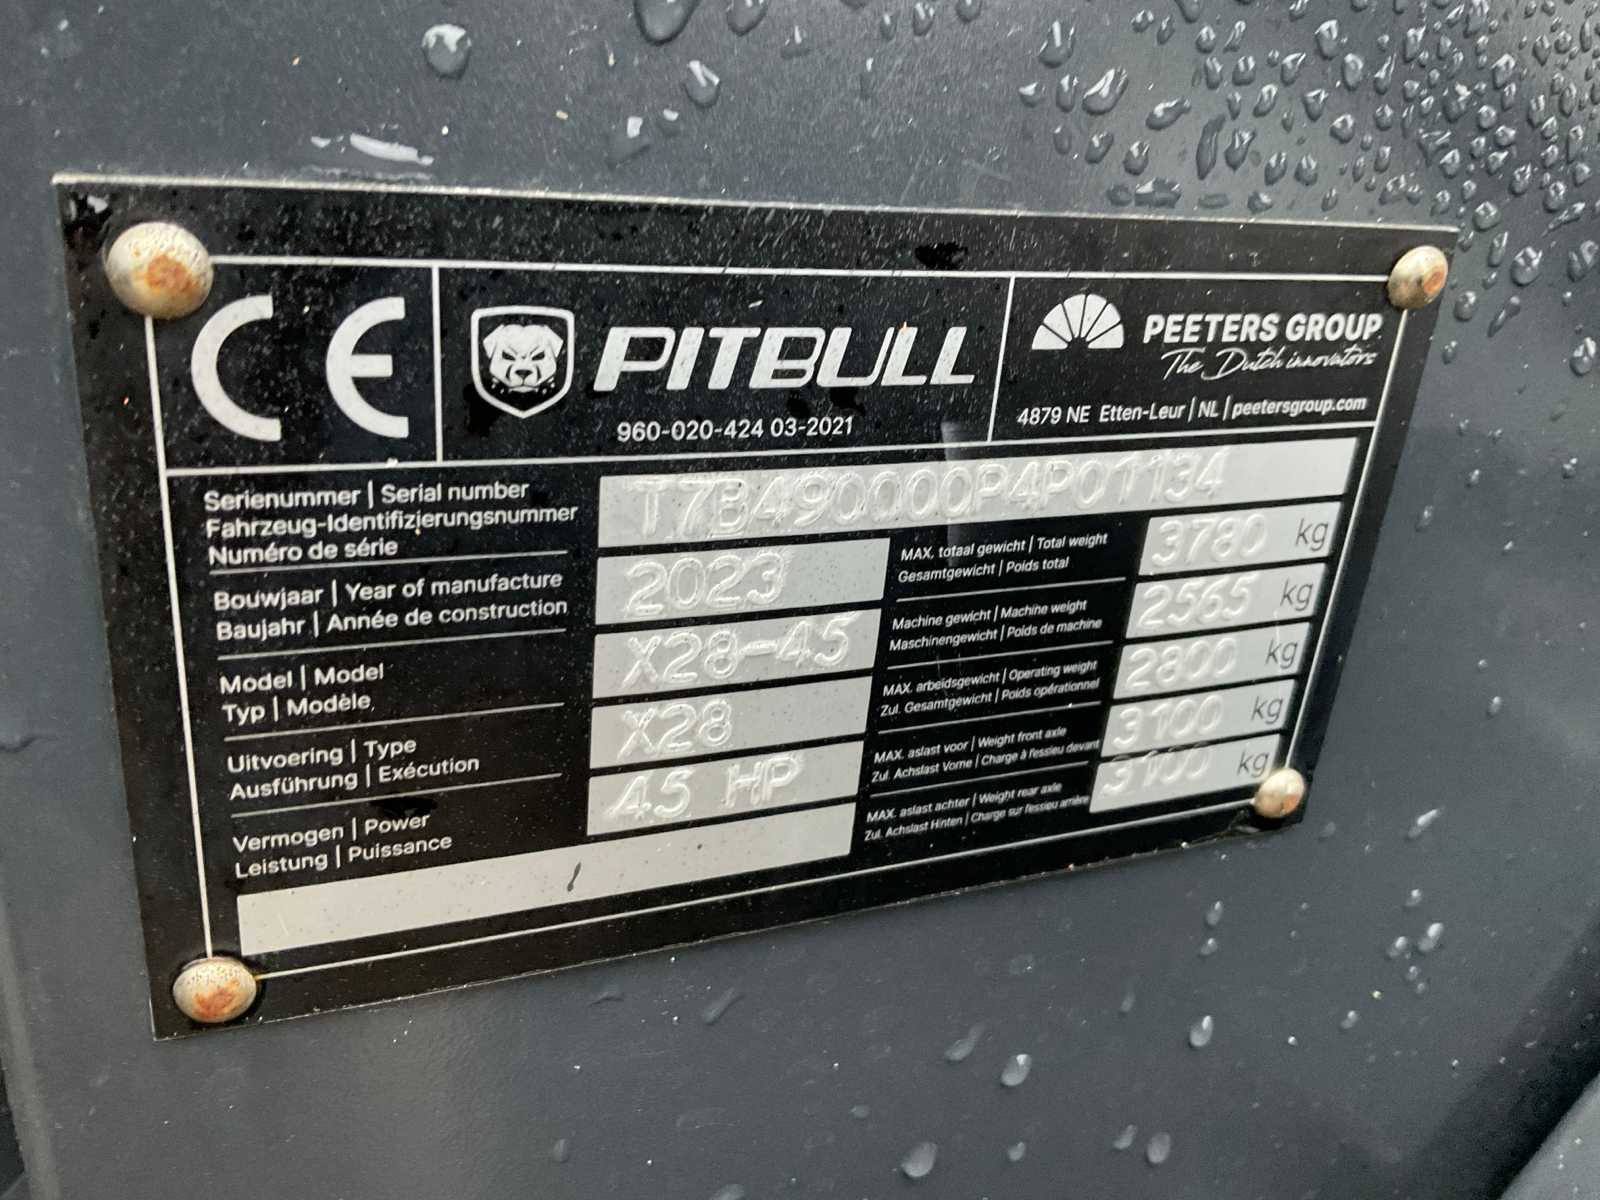 CE
PITBULL
960-020-424 03-2021
PEETERS GROUP
The Dutch innovators
4879 NE Etten-Leur | NL | peetersgroup.com
Serienummer | Serial number
Fahrzeug-Identifizierungsnummer
Numéro de série
T7B490000P4P01134
Bouwjaar | Year of manufacture
Baujahr | Année de construction
2023
Model | Model
Typ | Modèle
X28-45
Uitvoering | Type
Ausführung | Exécution
X28
Vermogen | Power
Leistung | Puissance
45 HP
MAX. totaal gewicht | Total weight
Gesamtgewicht | Poids total
3780 kg
Machine gewicht | Machine weight
Maschinengewicht | Poids de machine
2565 kg
MAX. arbeidsgewicht | Operating weight
Zul. Gesamtgewicht | Poids opérationnel
2800 kg
MAX. aslast voor | Weight front axle
Zul. Achslast Vorne | Charge à l'essieu devant
3100 kg
MAX. aslast achter | Weight rear axle
Zul. Achslast Hinten | Charge sur l'essieu arrière
3100 kg